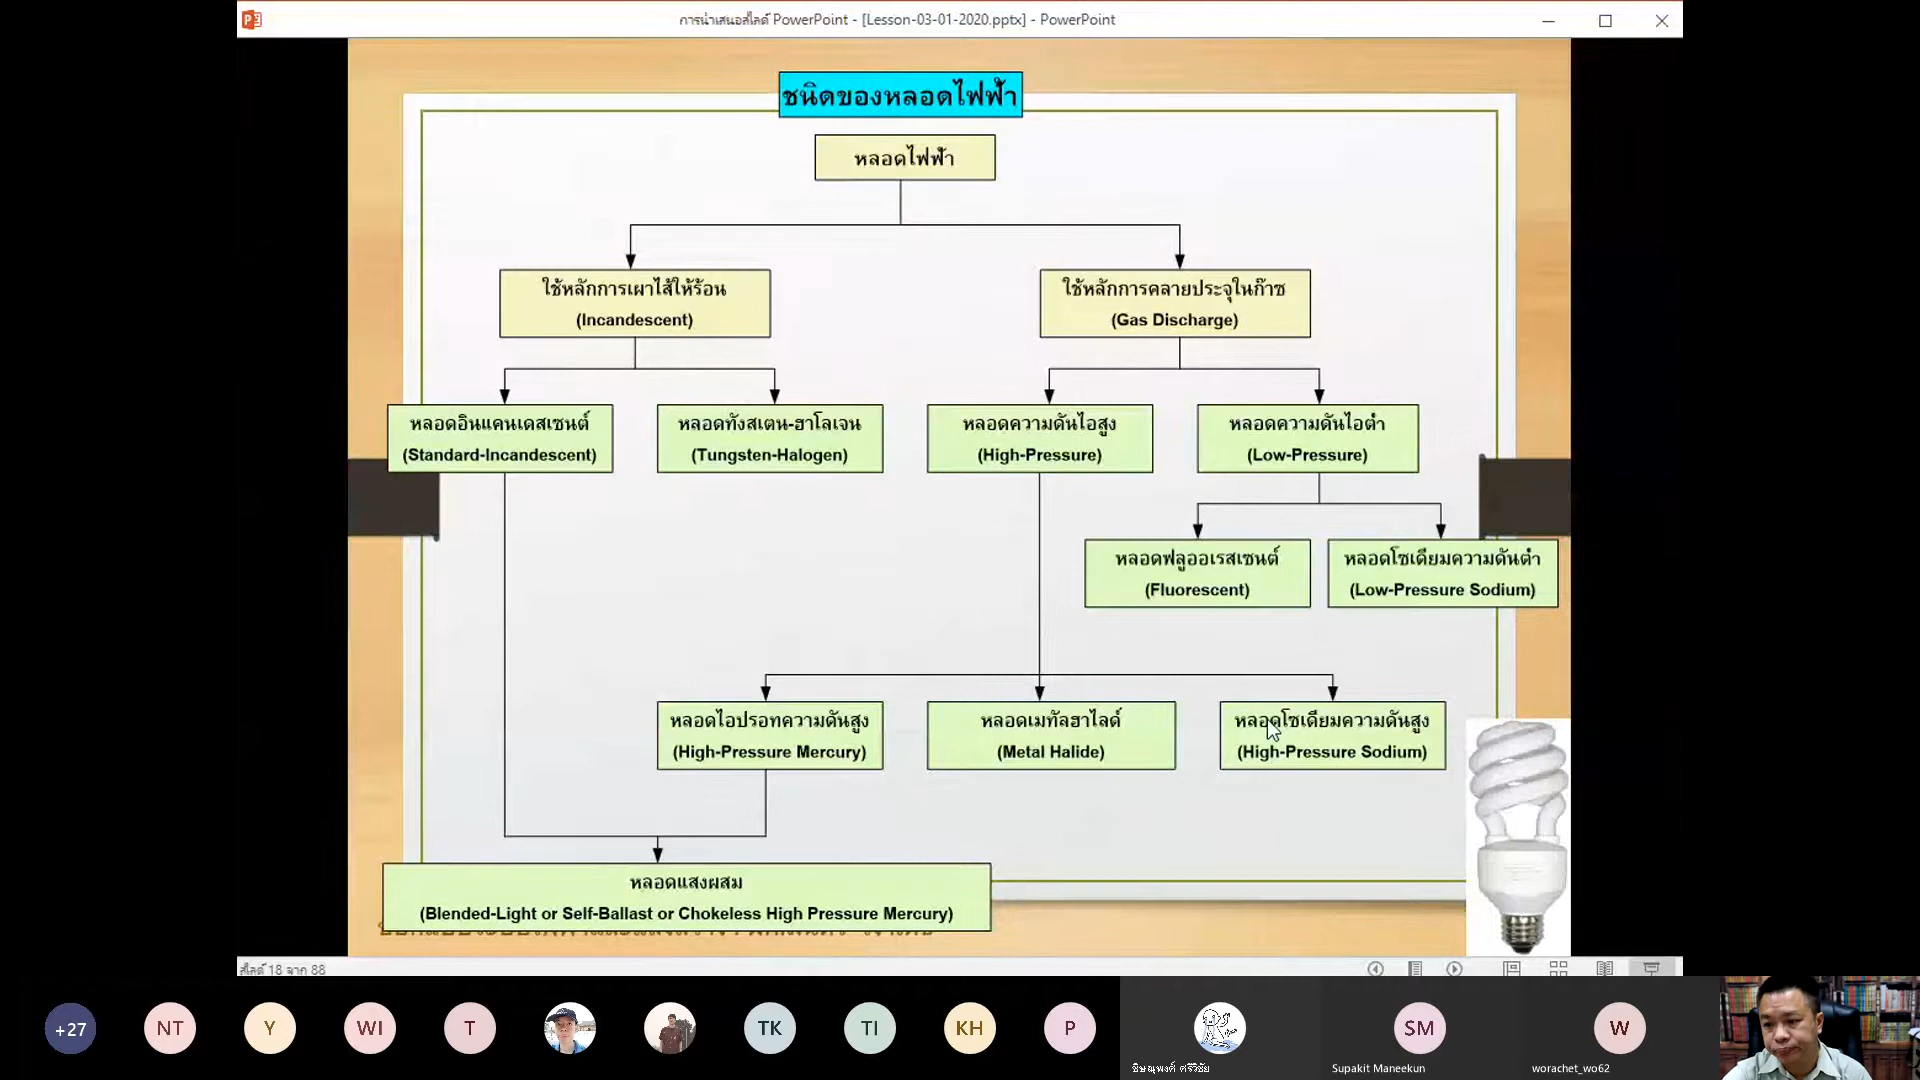 การนำเสนอสไลด์ PowerPoint - [Lesson-03-01-2020.pptx] - PowerPoint
ชนิดของหลอดไฟฟ้า
หลอดไฟฟ้า
ใช้หลักการเผาไส้ให้ร้อน
(Incandescent)
ใช้หลักการคลายประจุในก๊าซ
(Gas Discharge)
หลอดอินแคนเดสเซนต์
(Standard-Incandescent)
หลอดทังสเตน-ฮาโลเจน
(Tungsten-Halogen)
หลอดความดันไอสูง
(High-Pressure)
หลอดความดันไอต่ำ
(Low-Pressure)
หลอดฟลูออเรสเซนต์
(Fluorescent)
หลอดโซเดียมความดันต่ำ
(Low-Pressure Sodium)
หลอดไอปรอทความดันสูง
(High-Pressure Mercury)
หลอดเมทัลฮาไลด์
(Metal Halide)
หลอดโซเดียมความดันสูง
(High-Pressure Sodium)
หลอดแสงผสม
(Blended-Light or Self-Ballast or Chokeless High Pressure Mercury)
สไลด์ 18 จาก 88
+27
NT
Y
WI
T
TK
TI
KH
P
SM
W
Supakit Maneekun
worachet_wo62